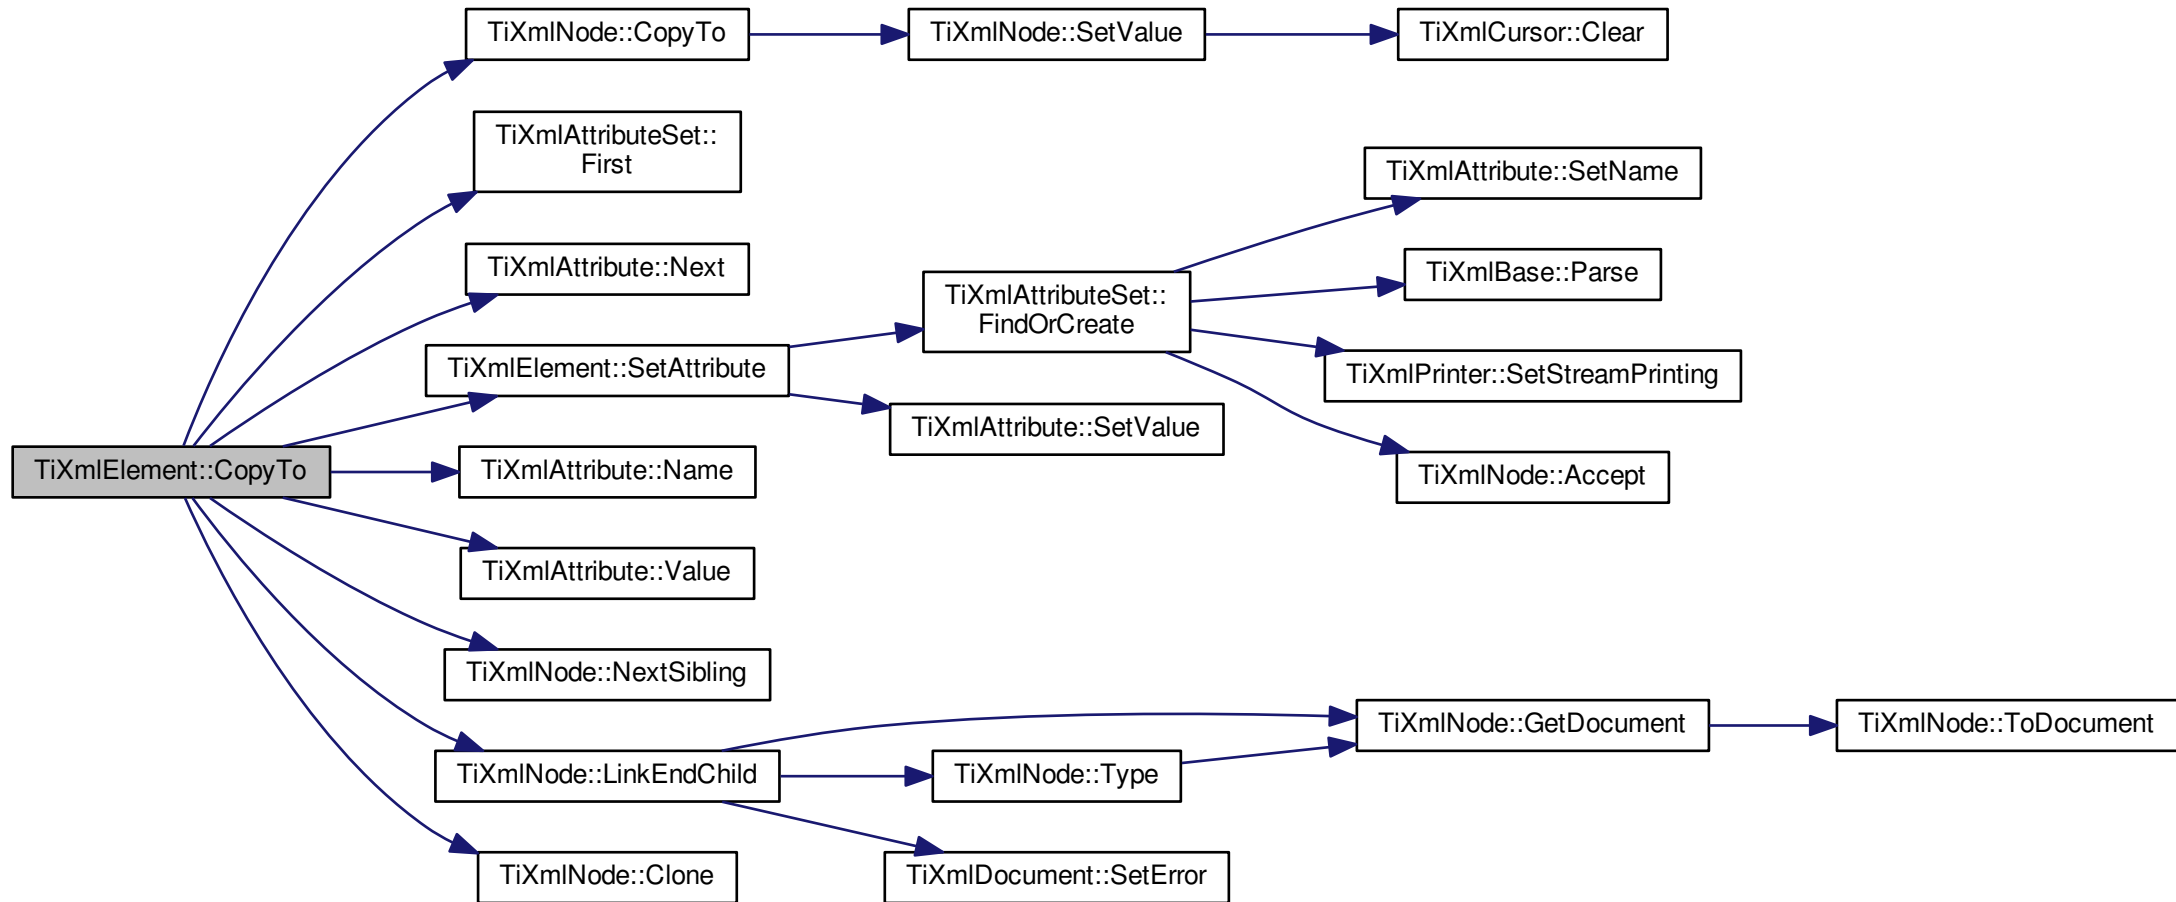 TiXmlNode::CopyTo
TiXmlNode::SetValue
TiXmlCursor::Clear
TiXmlAttributeSet::
First
TiXmlAttribute::SetName
TiXmlAttribute::Next
TiXmlAttributeSet::
FindOrCreate
TiXmlBase::Parse
TiXmlElement::SetAttribute
TiXmlPrinter::SetStreamPrinting
TiXmlAttribute::SetValue
TiXmlElement::CopyTo
TiXmlAttribute::Name
TiXmlNode::Accept
TiXmlAttribute::Value
TiXmlNode::NextSibling
TiXmlNode::GetDocument
TiXmlNode::ToDocument
TiXmlNode::LinkEndChild
TiXmlNode::Type
TiXmlNode::Clone
TiXmlDocument::SetError